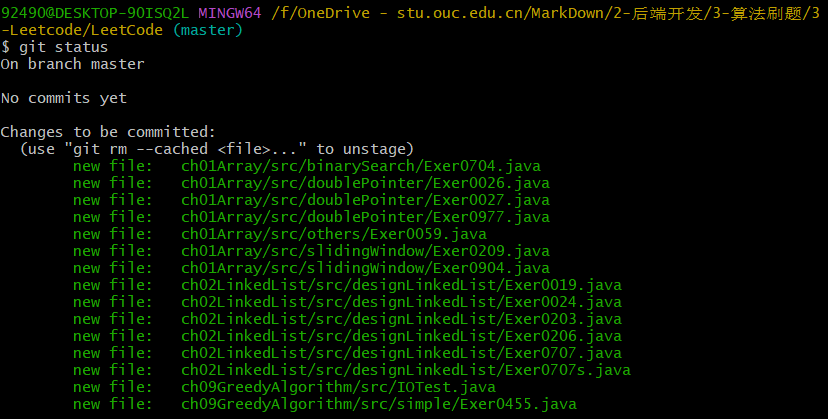 92490@DESKTOP-9OISQ2L MINGW64 /f/OneDrive - stu.ouc.edu.cn/MarkDown/2-后端开发/3-算法刷题/3
-Leetcode/LeetCode (master)
$ git status
On branch master
No commits yet
Changes to be committed:
(use "git rm --cached <file>..." to unstage)
new file: ch01Array/src/binarySearch/Exer0704.java
new file: ch01Array/src/doublePointer/Exer0026.java
new file: ch01Array/src/doublePointer/Exer0027.java
new file: ch01Array/src/doublePointer/Exer0977.java
new file: ch01Array/src/others/Exer0059.java
new file: ch01Array/src/slidingWindow/Exer0209.java
new file: ch01Array/src/slidingWindow/Exer0904.java
new file: ch02LinkedList/src/designLinkedList/Exer0019.java
new file: ch02LinkedList/src/designLinkedList/Exer0024.java
new file: ch02LinkedList/src/designLinkedList/Exer0203.java
new file: ch02LinkedList/src/designLinkedList/Exer0206.java
new file: ch02LinkedList/src/designLinkedList/Exer0707.java
new file: ch02LinkedList/src/designLinkedList/Exer0707s.java
new file: ch09GreedyAlgorithm/src/IOTest.java
new file: ch09GreedyAlgorithm/src/simple/Exer0455.java